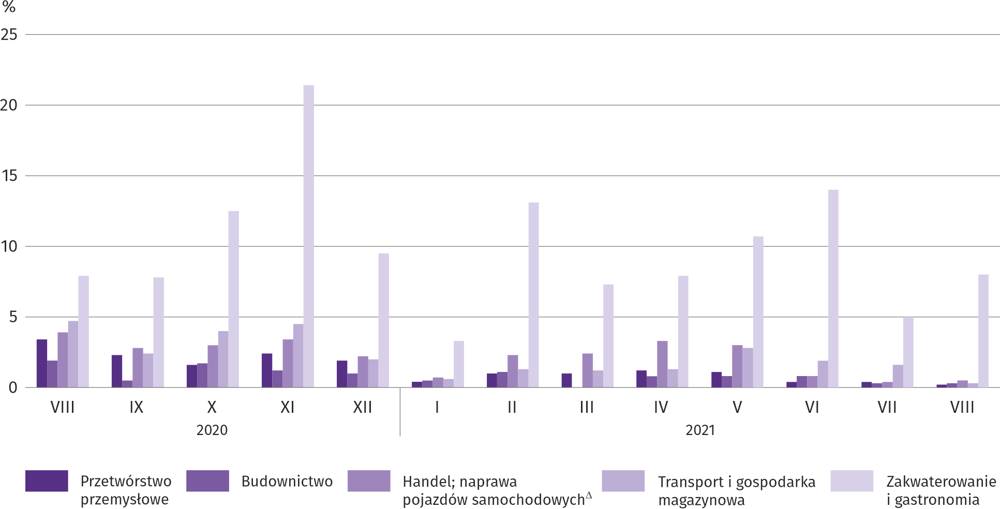 %
25
20
15
10
5
0
VIII IX X XI XII I II III IV V VI VII VIII
2020 2021
Przetwórstwo
przemysłowe
Budownictwo
Handel; naprawa
pojazdów samochodowych∆
Transport i gospodarka
magazynowa
Zakwaterowanie
i gastronomia